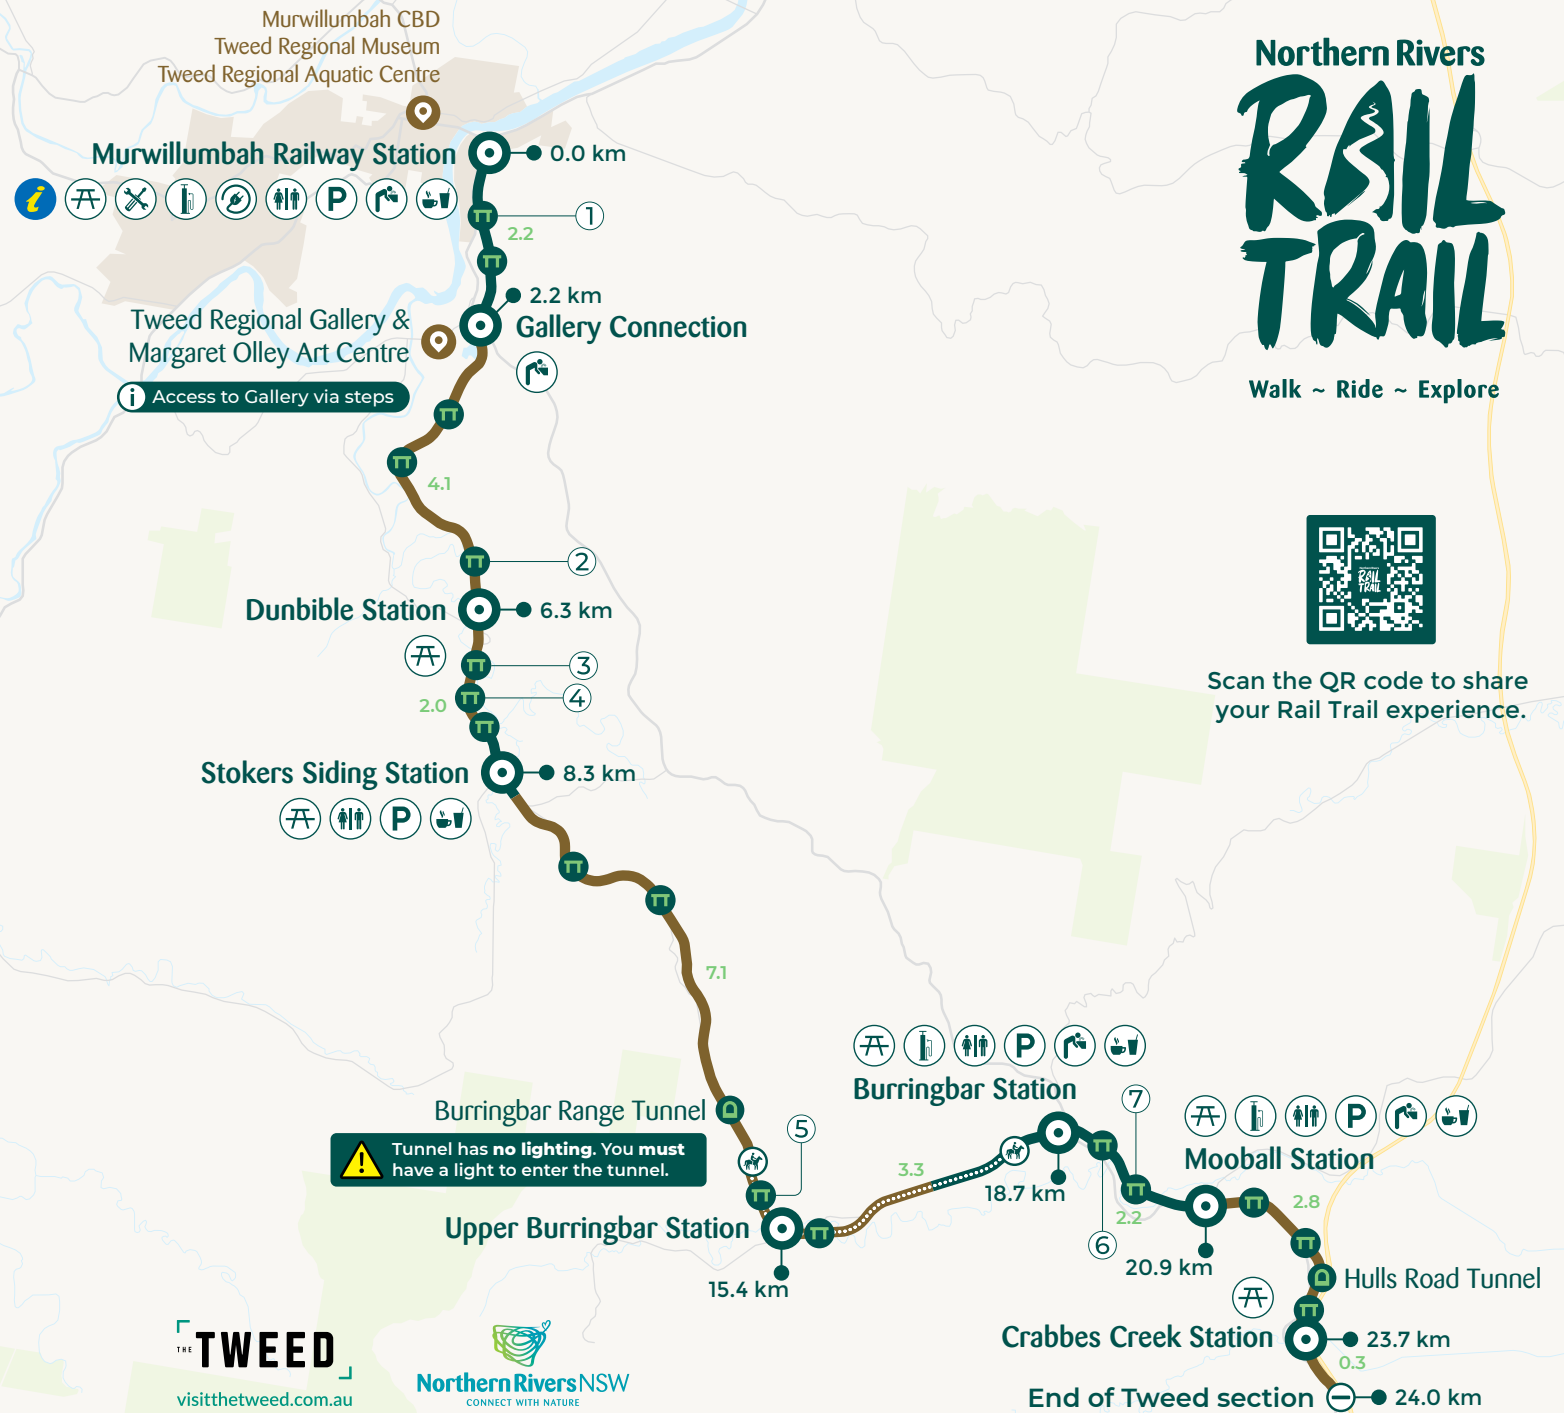 Murwillumbah CBD
Tweed Regional Museum
Tweed Regional Aquatic Centre
Murwillumbah Railway Station
0.0 km
i
P
1
2.2
2.2 km
Gallery Connection
Tweed Regional Gallery &
Margaret Olley Art Centre
i Access to Gallery via steps
4.1
2
Dunbible Station
6.3 km
3
4
2.0
Stokers Siding Station
8.3 km
P
7.1
Burringbar Range Tunnel
Tunnel has no lighting. You must
have a light to enter the tunnel.
5
Upper Burringbar Station
15.4 km
3.3
P
Burringbar Station
18.7 km
7
6
2.2
P
Mooball Station
20.9 km
2.8
Hulls Road Tunnel
Crabbes Creek Station
23.7 km
0.3
End of Tweed section
24.0 km
Northern Rivers
RAIL
TRAIL
Walk ~ Ride ~ Explore
RAIL
TRAIL
Scan the QR code to share
your Rail Trail experience.
THE TWEED
visitthetweed.com.au
Northern Rivers NSW
CONNECT WITH NATURE